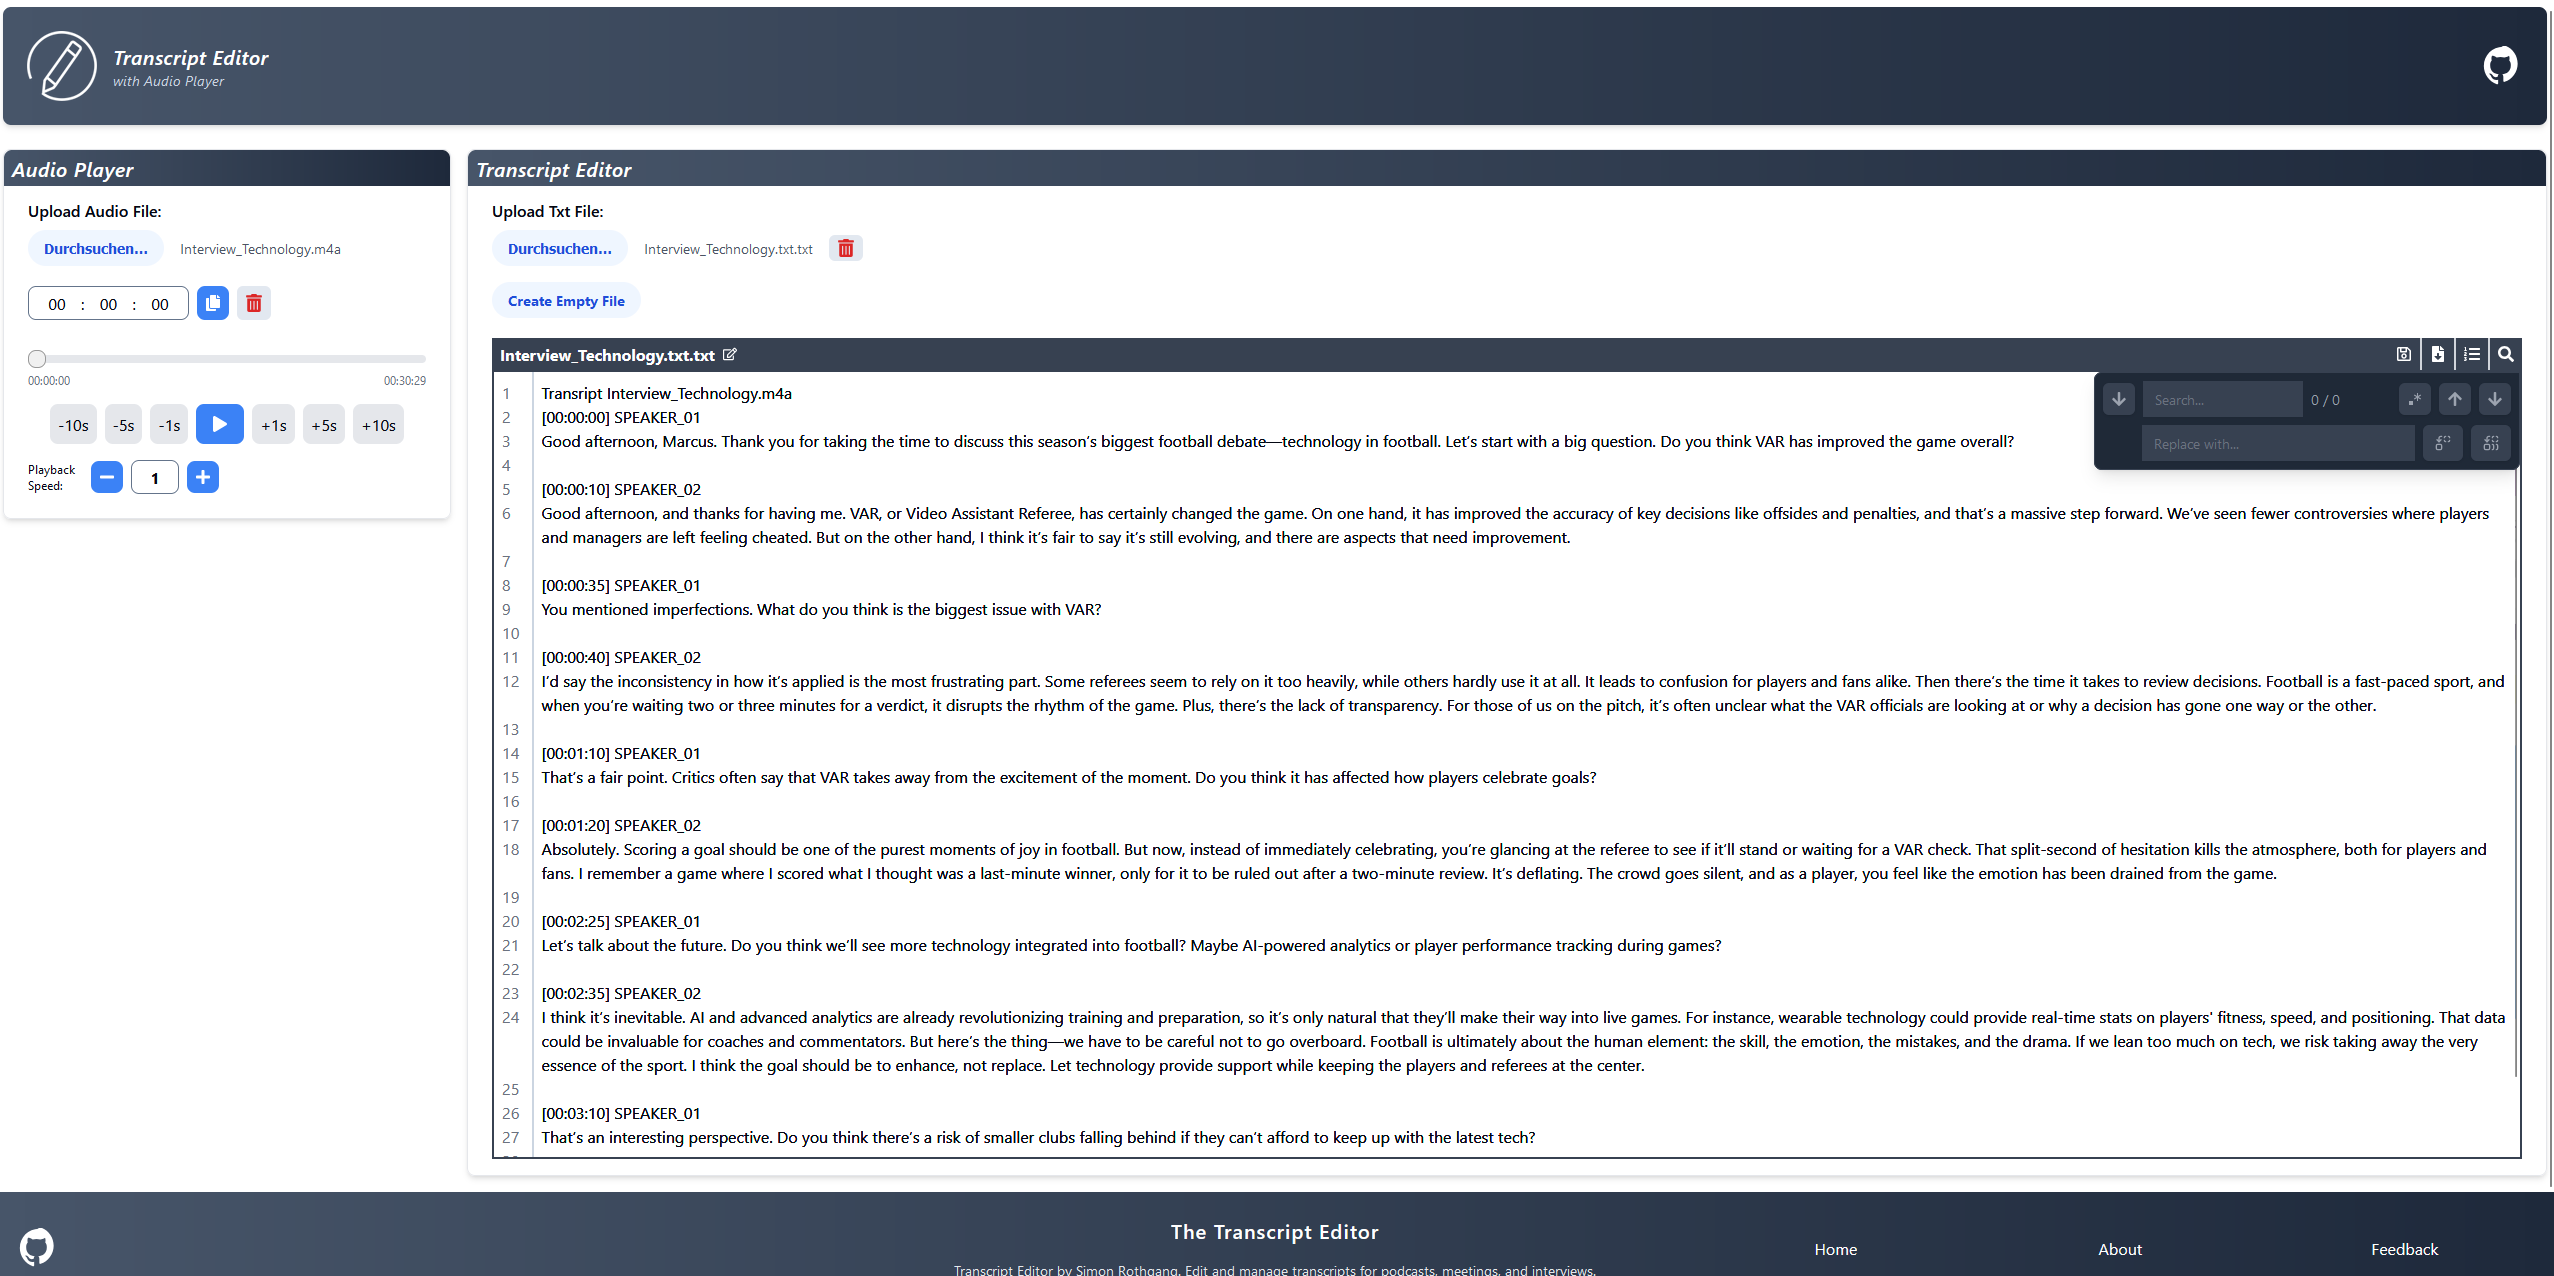 Transcript Editor
with Audio Player
Audio Player
Upload Audio File:
Durchsuchen... Interview_Technology.m4a
00 : 00 : 00
00:00:00 00:30:29
-10s -5s -1s +1s +5s +10s
Playback
Speed: 1
Transcript Editor
Upload Txt File:
Durchsuchen... Interview_Technology.txt.txt
Create Empty File
Interview_Technology.txt.txt
Search... 0 / 0 .*
Replace with...
1 Transript Interview_Technology.m4a
2 [00:00:00] SPEAKER_01
3 Good afternoon, Marcus. Thank you for taking the time to discuss this season’s biggest football debate—technology in football. Let’s start with a big question. Do you think VAR has improved the game overall?
4
5 [00:00:10] SPEAKER_02
6 Good afternoon, and thanks for having me. VAR, or Video Assistant Referee, has certainly changed the game. On one hand, it has improved the accuracy of key decisions like offsides and penalties, and that’s a massive step forward. We’ve seen fewer controversies where players
and managers are left feeling cheated. But on the other hand, I think it’s fair to say it’s still evolving, and there are aspects that need improvement.
7
8 [00:00:35] SPEAKER_01
9 You mentioned imperfections. What do you think is the biggest issue with VAR?
10
11 [00:00:40] SPEAKER_02
12 I’d say the inconsistency in how it’s applied is the most frustrating part. Some referees seem to rely on it too heavily, while others hardly use it at all. It leads to confusion for players and fans alike. Then there’s the time it takes to review decisions. Football is a fast-paced sport, and
when you’re waiting two or three minutes for a verdict, it disrupts the rhythm of the game. Plus, there’s the lack of transparency. For those of us on the pitch, it’s often unclear what the VAR officials are looking at or why a decision has gone one way or the other.
13
14 [00:01:10] SPEAKER_01
15 That’s a fair point. Critics often say that VAR takes away from the excitement of the moment. Do you think it has affected how players celebrate goals?
16
17 [00:01:20] SPEAKER_02
18 Absolutely. Scoring a goal should be one of the purest moments of joy in football. But now, instead of immediately celebrating, you’re glancing at the referee to see if it’ll stand or waiting for a VAR check. That split-second of hesitation kills the atmosphere, both for players and
fans. I remember a game where I scored what I thought was a last-minute winner, only for it to be ruled out after a two-minute review. It’s deflating. The crowd goes silent, and as a player, you feel like the emotion has been drained from the game.
19
20 [00:02:25] SPEAKER_01
21 Let’s talk about the future. Do you think we’ll see more technology integrated into football? Maybe AI-powered analytics or player performance tracking during games?
22
23 [00:02:35] SPEAKER_02
24 I think it’s inevitable. AI and advanced analytics are already revolutionizing training and preparation, so it’s only natural that they’ll make their way into live games. For instance, wearable technology could provide real-time stats on players' fitness, speed, and positioning. That data
could be invaluable for coaches and commentators. But here’s the thing—we have to be careful not to go overboard. Football is ultimately about the human element: the skill, the emotion, the mistakes, and the drama. If we lean too much on tech, we risk taking away the very
essence of the sport. I think the goal should be to enhance, not replace. Let technology provide support while keeping the players and referees at the center.
25
26 [00:03:10] SPEAKER_01
27 That’s an interesting perspective. Do you think there’s a risk of smaller clubs falling behind if they can’t afford to keep up with the latest tech?
The Transcript Editor
Transcript Editor by Simon Rothgang. Edit and manage transcripts for podcasts, meetings, and interviews.
Home About Feedback